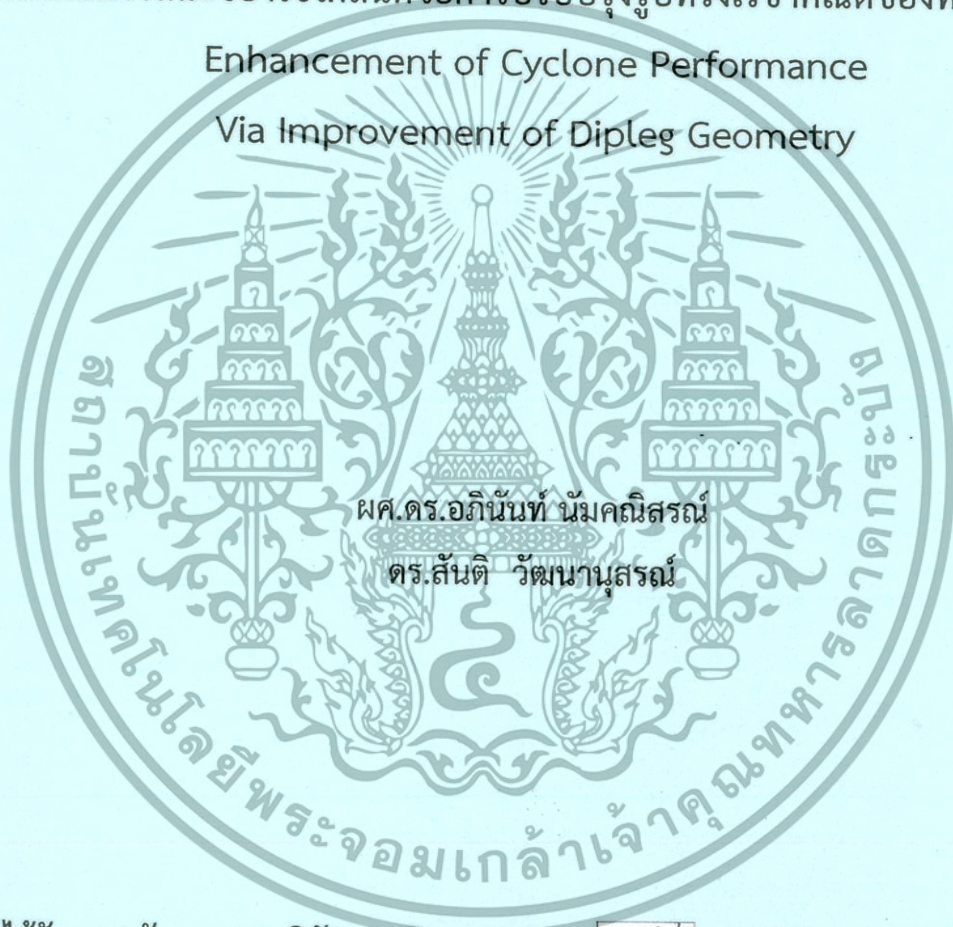 Enhancement of Cyclone Performance
Via Improvement of Dipleg Geometry
ผศ.ดร.อภินันท์ นัมคณิสรณ์
ดร.สันติ วัฒนานุสรณ์
สถาบันเทคโนโลยีพระจอมเกล้าเจ้าคุณทหารลาดกระบัง